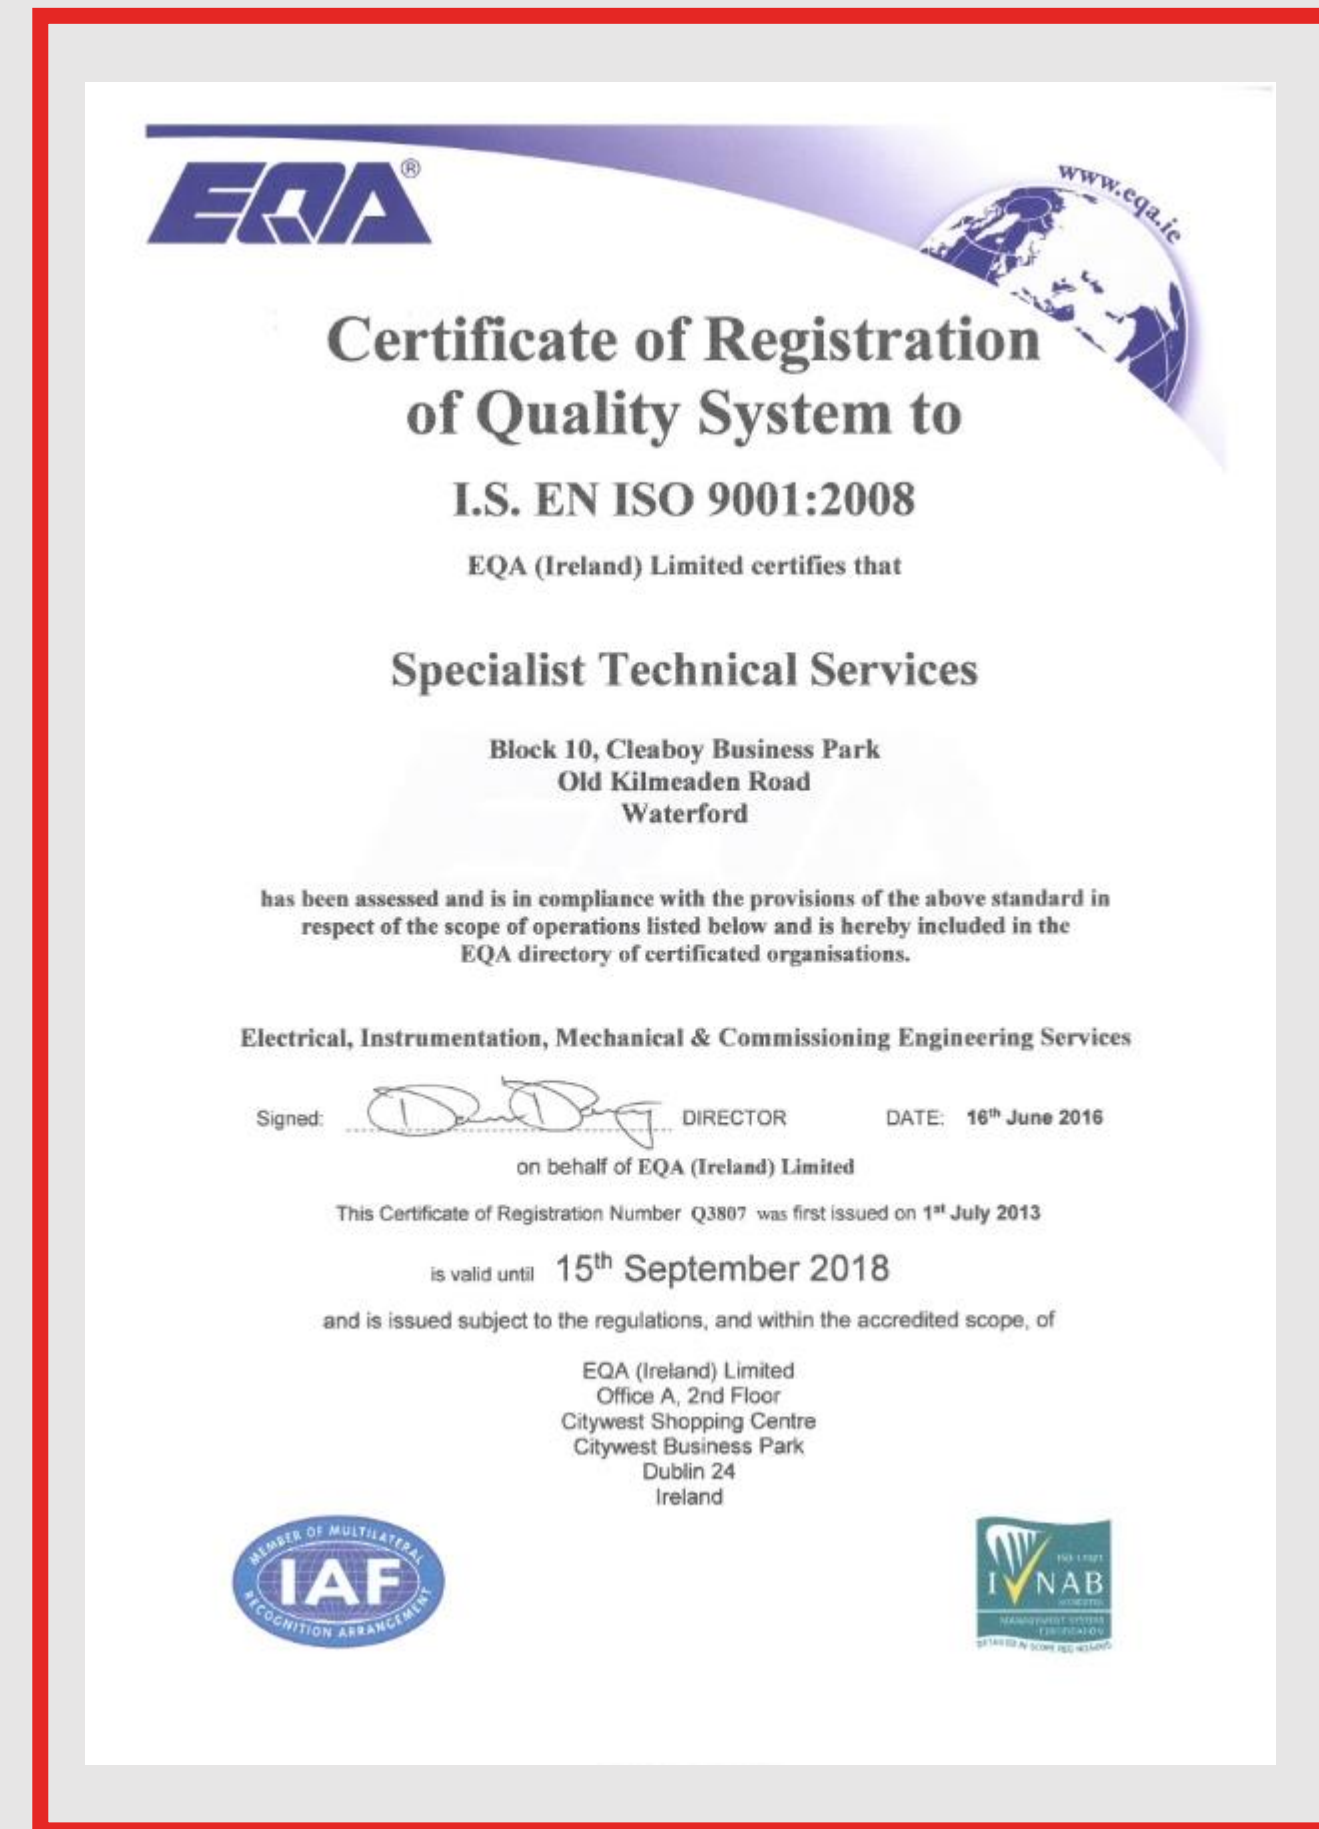 EQA®
www.eqa.ie
Certificate of Registration
of Quality System to
I.S. EN ISO 9001:2008
EQA (Ireland) Limited certifies that
Specialist Technical Services
Block 10, Cleaboy Business Park
Old Kilmeaden Road
Waterford
has been assessed and is in compliance with the provisions of the above standard in
respect of the scope of operations listed below and is hereby included in the
EQA directory of certificated organisations.
Electrical, Instrumentation, Mechanical & Commissioning Engineering Services
Signed: DIRECTOR DATE: 16th June 2016
on behalf of EQA (Ireland) Limited
This Certificate of Registration Number Q3807 was first issued on 1st July 2013
is valid until 15th September 2018
and is issued subject to the regulations, and within the accredited scope, of
EQA (Ireland) Limited
Office A, 2nd Floor
Citywest Shopping Centre
Citywest Business Park
Dublin 24
Ireland
MEMBER OF MULTILATERAL
IAF
RECOGNITION ARRANGEMENT
INAB
MANAGEMENT SYSTEMS
CERTIFICATION